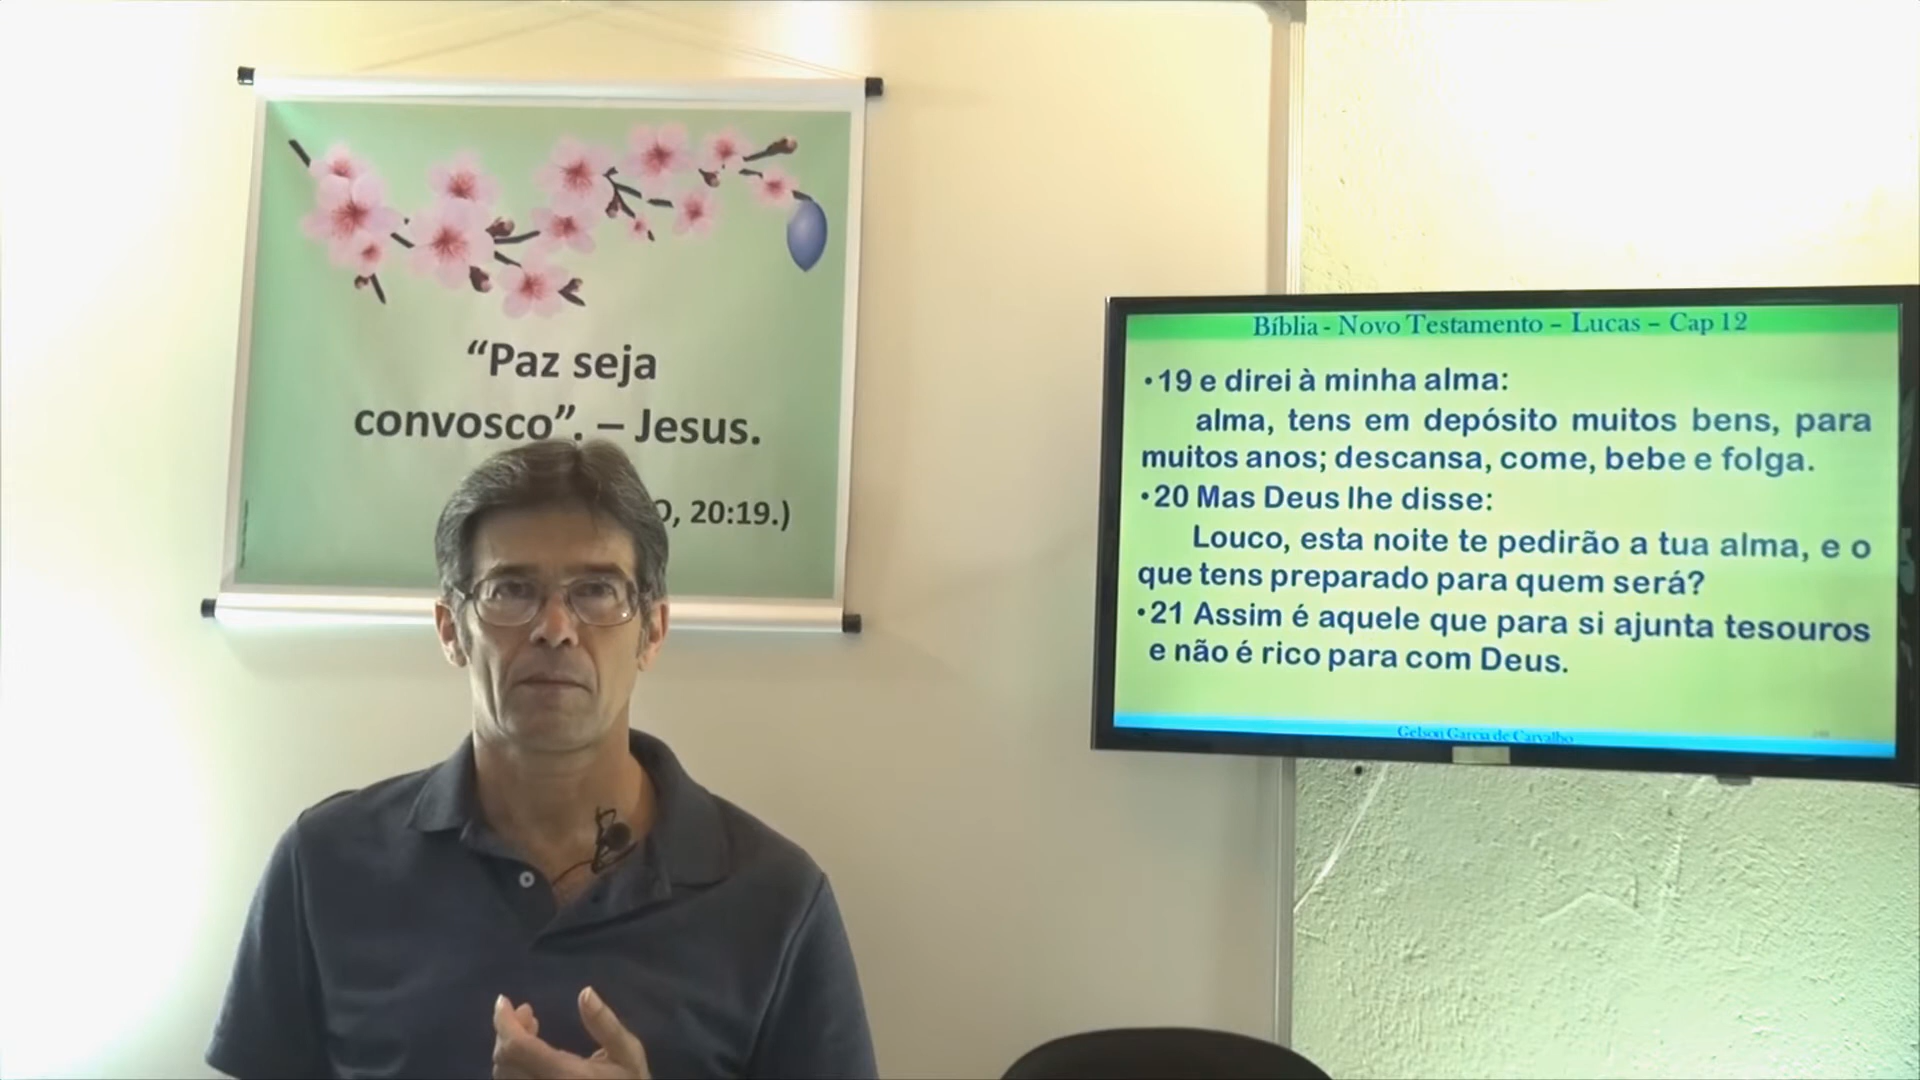 “Paz seja
convosco”. – Jesus.
, 20:19.)
Bíblia - Novo Testamento – Lucas – Cap 12
•19 e direi à minha alma:
alma, tens em depósito muitos bens, para
muitos anos; descansa, come, bebe e folga.
•20 Mas Deus lhe disse:
Louco, esta noite te pedirão a tua alma, e o
que tens preparado para quem será?
•21 Assim é aquele que para si ajunta tesouros
e não é rico para com Deus.
Gelson Garcia de Carvalho